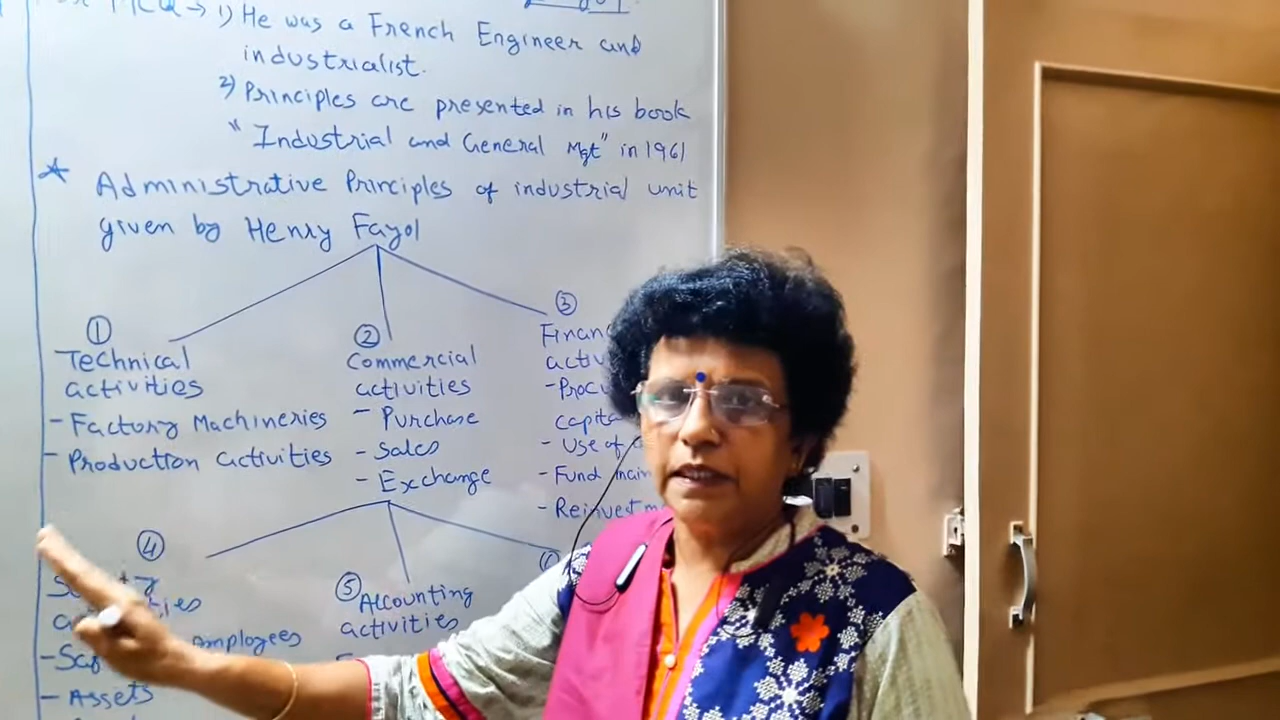 MCQ → 1) He was a French Engineer and
industrialist.
2) Principles are presented in his book
"Industrial and General Mgt" in 1961
* Administrative Principles of industrial unit
given by Henry Fayol
① Technical
activities
- Factory Machineries
- Production activities
② Commercial
activities
- Purchase
- Sales
- Exchange
③
- Use of
- Fund
④
employees
- Assets
⑤ Accounting
activities